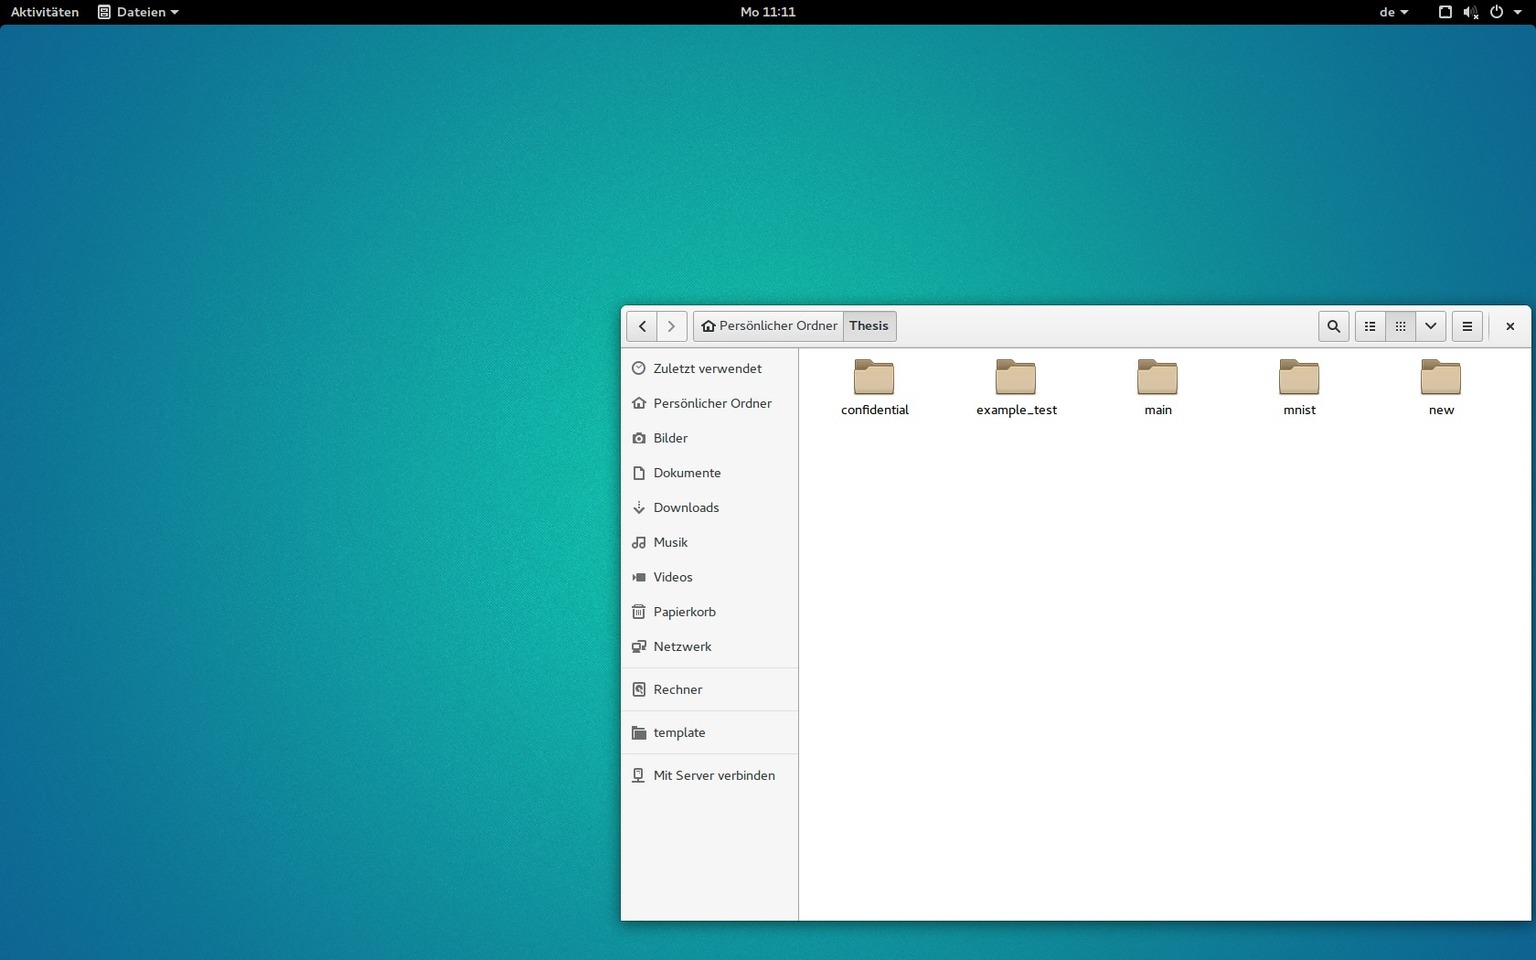 Aktivitäten Dateien Mo 11:11 de
Persönlicher Ordner Thesis
Zuletzt verwendet
Persönlicher Ordner
Bilder
Dokumente
Downloads
Musik
Videos
Papierkorb
Netzwerk
Rechner
template
Mit Server verbinden
confidential example_test main mnist new